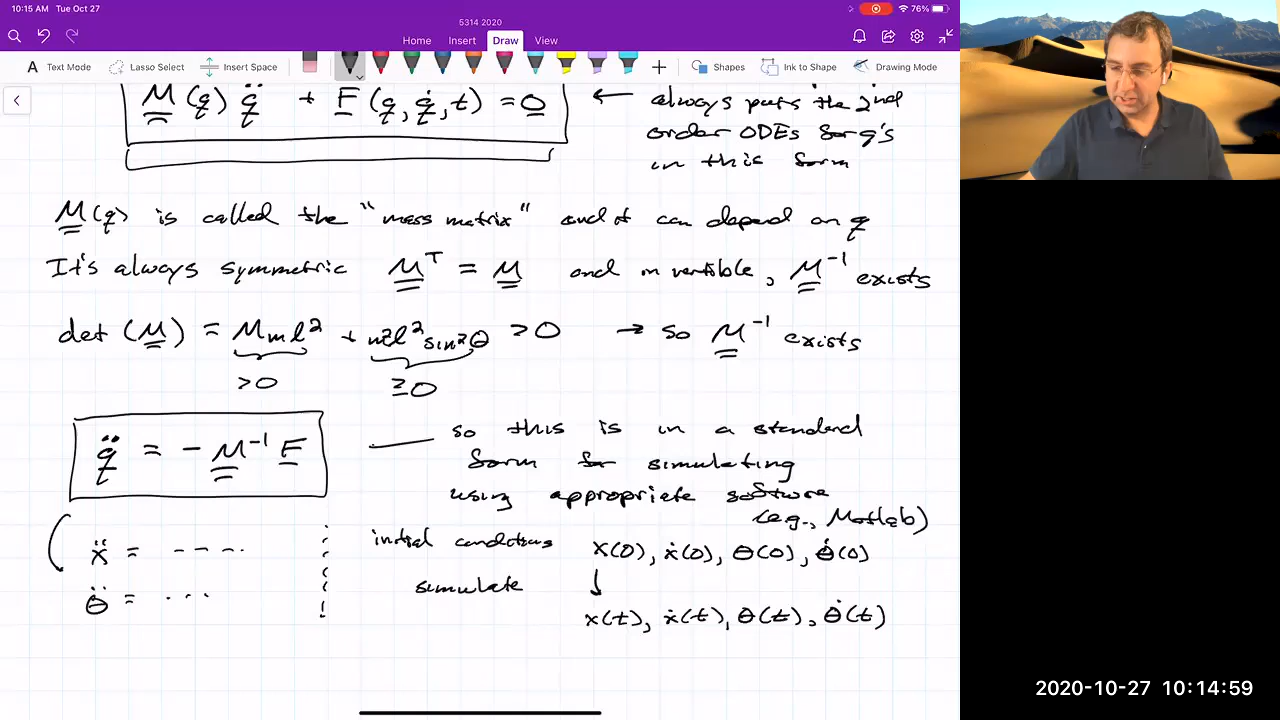 10:15 AM Tue Oct 27
76%
5314 2020
Home Insert Draw View
Text Mode Lasso Select Insert Space Shapes Ink to Shape Drawing Mode
M(q) q̈ + F(q, q̇, t) = 0 ← always puts the 2nd
order ODEs for q's
in this form
M(q) is called the "mass matrix" and it can depend on q
It's always symmetric Mᵀ = M and invertible, M⁻¹ exists
det(M) = Mml² + m²l² sin²θ > 0 → so M⁻¹ exists
>0 ≥0
q̈ = - M⁻¹ F — so this is in a standard
form for simulating
using appropriate software
(e.g., Matlab)
ẍ = ---- initial conditions x(0), ẋ(0), θ(0), θ̇(0)
θ̈ = ... simulate ↓
x(t), ẋ(t), θ(t), θ̇(t)
2020-10-27 10:14:59